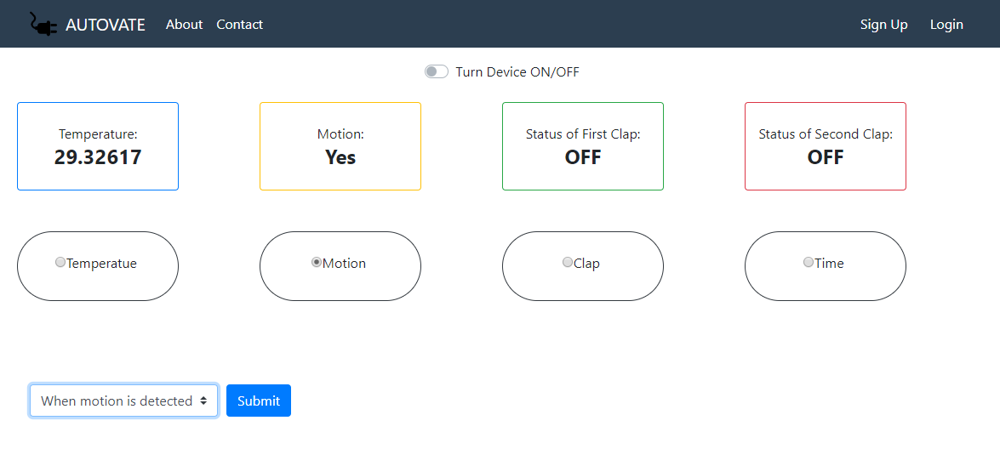 AUTOVATE About Contact Sign Up Login
Turn Device ON/OFF
Temperature: Motion: Status of First Clap: Status of Second Clap:
29.32617 Yes OFF OFF
Temperatue Motion Clap Time
When motion is detected Submit